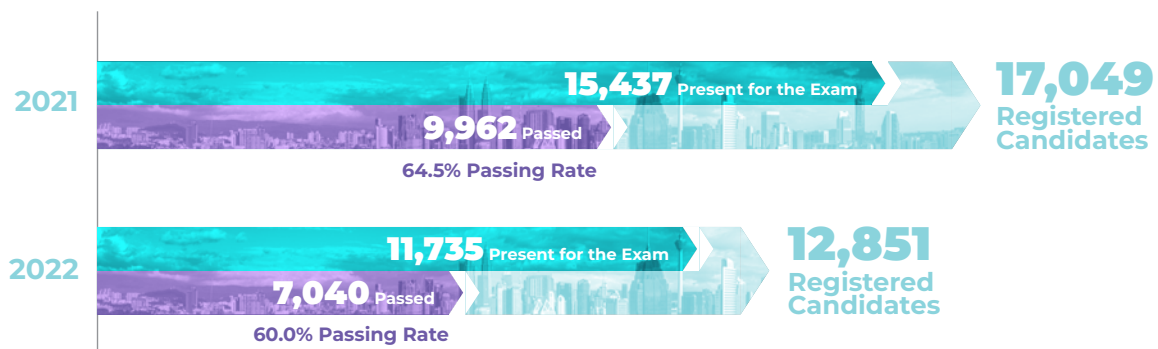 2021
15,437 Present for the Exam
9,962 Passed
64.5% Passing Rate
17,049
Registered
Candidates
2022
11,735 Present for the Exam
7,040 Passed
60.0% Passing Rate
12,851
Registered
Candidates